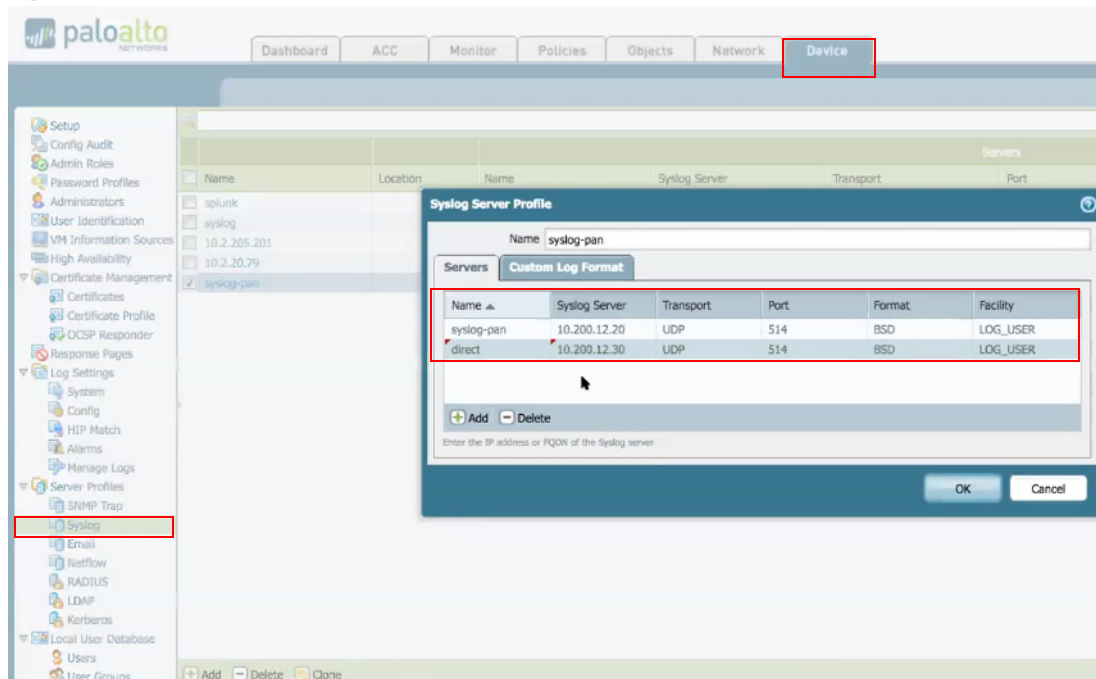 paloalto
NETWORKS
Dashboard ACC Monitor Policies Objects Network Device
Setup
Config Audit
Admin Roles
Password Profiles
Administrators
User Identification
VM Information Sources
High Availability
Certificate Management
Certificates
Certificate Profile
OCSP Responder
Response Pages
Log Settings
System
Config
HIP Match
Alarms
Manage Logs
Server Profiles
SNMP Trap
Syslog
Email
Netflow
RADIUS
LDAP
Kerberos
Local User Database
Users
User Groups
Servers
Name Location Name Syslog Server Transport Port
splunk
syslog
10.2.205.201
10.2.20.79
syslog-pan
Syslog Server Profile
Name syslog-pan
Servers Custom Log Format
Name Syslog Server Transport Port Format Facility
syslog-pan 10.200.12.20 UDP 514 BSD LOG_USER
direct 10.200.12.30 UDP 514 BSD LOG_USER
Add Delete
Enter the IP address or FQDN of the Syslog server
OK Cancel
Add Delete Clone